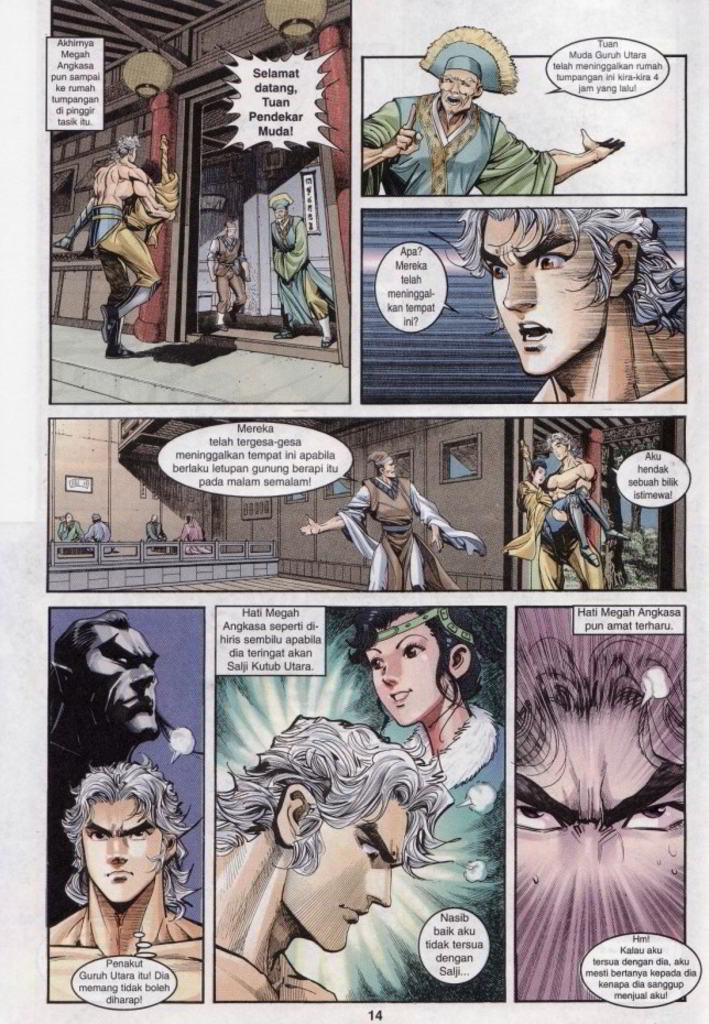 Akhirnya
Megah
Angkasa
pun sampai
ke rumah
tumpangan
di pinggir
tasik itu.
Selamat
datang,
Tuan
Pendekar
Muda!
Tuan
Muda Guruh Utara
telah meninggalkan rumah
tumpangan ini kira-kira 4
jam yang lalu!
Apa?
Mereka
telah
meninggal-
kan tempat
ini?
Mereka
telah tergesa-gesa
meninggalkan tempat ini apabila
berlaku letupan gunung berapi itu
pada malam semalam!
Aku
hendak
sebuah bilik
istimewa!
Penakut
Guruh Utara itu! Dia
memang tidak boleh
diharap!
Hati Megah
Angkasa seperti di-
hiris sembilu apabila
dia teringat akan
Salji Kutub Utara.
Nasib
baik aku
tidak tersua
dengan
Salji...
Hati Megah Angkasa
pun amat terharu.
Hm!
Kalau aku
tersua dengan dia, aku
mesti bertanya kepada dia
kenapa dia sanggup
menjual aku!
14